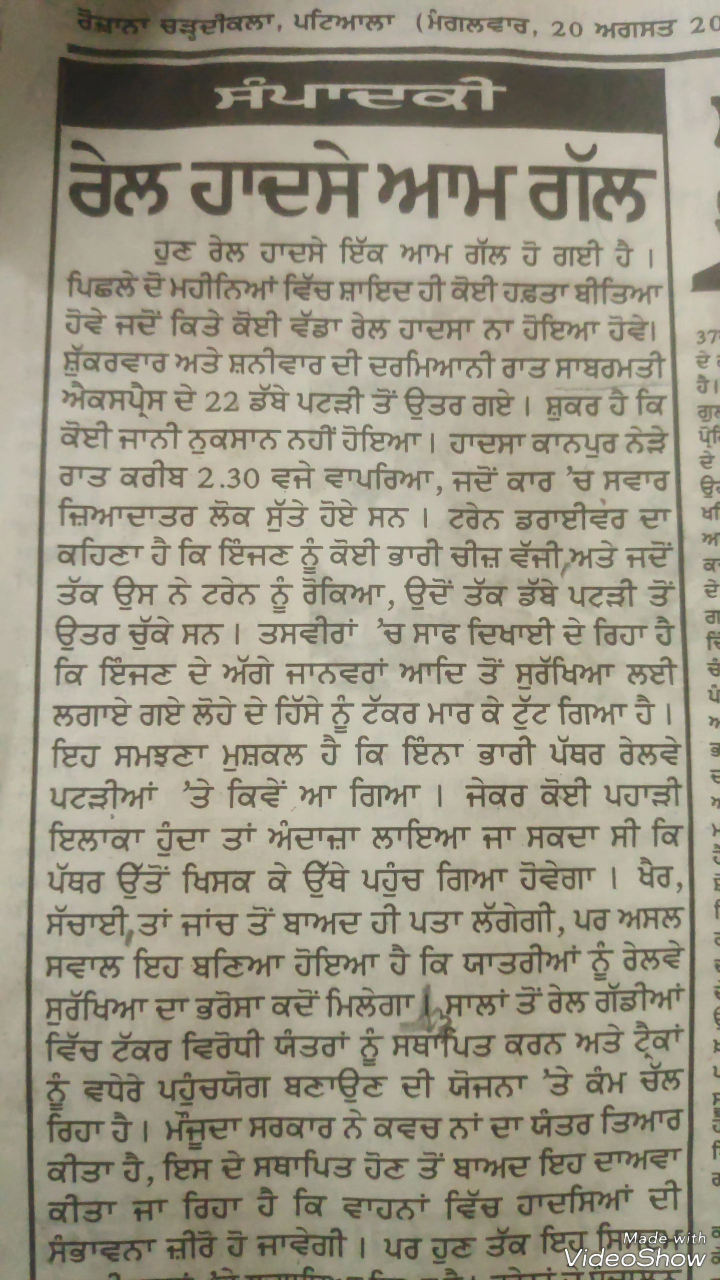 ਰੋਜ਼ਾਨਾ ਚੜ੍ਹਦੀਕਲਾ, ਪਟਿਆਲਾ (ਮੰਗਲਵਾਰ, 20 ਅਗਸਤ 20
ਸੰਪਾਦਕੀ
ਰੇਲ ਹਾਦਸੇ ਆਮ ਗੱਲ
ਹੁਣ ਰੇਲ ਹਾਦਸੇ ਇੱਕ ਆਮ ਗੱਲ ਹੋ ਗਈ ਹੈ ।
ਪਿਛਲੇ ਦੋ ਮਹੀਨਿਆਂ ਵਿੱਚ ਸ਼ਾਇਦ ਹੀ ਕੋਈ ਹਫ਼ਤਾ ਬੀਤਿਆ
ਹੋਵੇ ਜਦੋਂ ਕਿਤੇ ਕੋਈ ਵੱਡਾ ਰੇਲ ਹਾਦਸਾ ਨਾ ਹੋਇਆ ਹੋਵੇ।
ਸ਼ੁੱਕਰਵਾਰ ਅਤੇ ਸ਼ਨੀਵਾਰ ਦੀ ਦਰਮਿਆਨੀ ਰਾਤ ਸਾਬਰਮਤੀ
ਐਕਸਪ੍ਰੈਸ ਦੇ 22 ਡੱਬੇ ਪਟੜੀ ਤੋਂ ਉਤਰ ਗਏ । ਸ਼ੁਕਰ ਹੈ ਕਿ
ਕੋਈ ਜਾਨੀ ਨੁਕਸਾਨ ਨਹੀਂ ਹੋਇਆ। ਹਾਦਸਾ ਕਾਨਪੁਰ ਨੇੜੇ
ਰਾਤ ਕਰੀਬ 2.30 ਵਜੇ ਵਾਪਰਿਆ, ਜਦੋਂ ਕਾਰ 'ਚ ਸਵਾਰ
ਜ਼ਿਆਦਾਤਰ ਲੋਕ ਸੁੱਤੇ ਹੋਏ ਸਨ । ਟਰੇਨ ਡਰਾਈਵਰ ਦਾ
ਕਹਿਣਾ ਹੈ ਕਿ ਇੰਜਣ ਨੂੰ ਕੋਈ ਭਾਰੀ ਚੀਜ਼ ਵੱਜੀ ਅਤੇ ਜਦੋਂ
ਤੱਕ ਉਸ ਨੇ ਟਰੇਨ ਨੂੰ ਰੋਕਿਆ, ਉਦੋਂ ਤੱਕ ਡੱਬੇ ਪਟੜੀ ਤੋਂ
ਉਤਰ ਚੁੱਕੇ ਸਨ । ਤਸਵੀਰਾਂ 'ਚ ਸਾਫ ਦਿਖਾਈ ਦੇ ਰਿਹਾ ਹੈ
ਕਿ ਇੰਜਣ ਦੇ ਅੱਗੇ ਜਾਨਵਰਾਂ ਆਦਿ ਤੋਂ ਸੁਰੱਖਿਆ ਲਈ
ਲਗਾਏ ਗਏ ਲੋਹੇ ਦੇ ਹਿੱਸੇ ਨੂੰ ਟੱਕਰ ਮਾਰ ਕੇ ਟੁੱਟ ਗਿਆ ਹੈ ।
ਇਹ ਸਮਝਣਾ ਮੁਸ਼ਕਲ ਹੈ ਕਿ ਇੰਨਾ ਭਾਰੀ ਪੱਥਰ ਰੇਲਵੇ
ਪਟੜੀਆਂ 'ਤੇ ਕਿਵੇਂ ਆ ਗਿਆ । ਜੇਕਰ ਕੋਈ ਪਹਾੜੀ
ਇਲਾਕਾ ਹੁੰਦਾ ਤਾਂ ਅੰਦਾਜ਼ਾ ਲਾਇਆ ਜਾ ਸਕਦਾ ਸੀ ਕਿ
ਪੱਥਰ ਉੱਤੋਂ ਖਿਸਕ ਕੇ ਉੱਥੇ ਪਹੁੰਚ ਗਿਆ ਹੋਵੇਗਾ । ਖੈਰ,
ਸੱਚਾਈ ਤਾਂ ਜਾਂਚ ਤੋਂ ਬਾਅਦ ਹੀ ਪਤਾ ਲੱਗੇਗੀ, ਪਰ ਅਸਲ
ਸਵਾਲ ਇਹ ਬਣਿਆ ਹੋਇਆ ਹੈ ਕਿ ਯਾਤਰੀਆਂ ਨੂੰ ਰੇਲਵੇ
ਸੁਰੱਖਿਆ ਦਾ ਭਰੋਸਾ ਕਦੋਂ ਮਿਲੇਗਾ । ਸਾਲਾਂ ਤੋਂ ਰੇਲ ਗੱਡੀਆਂ
ਵਿੱਚ ਟੱਕਰ ਵਿਰੋਧੀ ਯੰਤਰਾਂ ਨੂੰ ਸਥਾਪਿਤ ਕਰਨ ਅਤੇ ਟ੍ਰੈਕਾਂ
ਨੂੰ ਵਧੇਰੇ ਪਹੁੰਚਯੋਗ ਬਣਾਉਣ ਦੀ ਯੋਜਨਾ 'ਤੇ ਕੰਮ ਚੱਲ
ਰਿਹਾ ਹੈ। ਮੌਜੂਦਾ ਸਰਕਾਰ ਨੇ ਕਵਚ ਨਾਂ ਦਾ ਯੰਤਰ ਤਿਆਰ
ਕੀਤਾ ਹੈ, ਇਸ ਦੇ ਸਥਾਪਿਤ ਹੋਣ ਤੋਂ ਬਾਅਦ ਇਹ ਦਾਅਵਾ
ਕੀਤਾ ਜਾ ਰਿਹਾ ਹੈ ਕਿ ਵਾਹਨਾਂ ਵਿੱਚ ਹਾਦਸਿਆਂ ਦੀ
ਸੰਭਾਵਨਾ ਜ਼ੀਰੋ ਹੋ ਜਾਵੇਗੀ । ਪਰ ਹੁਣ ਤੱਕ ਇਹ
Made with
VideoShow